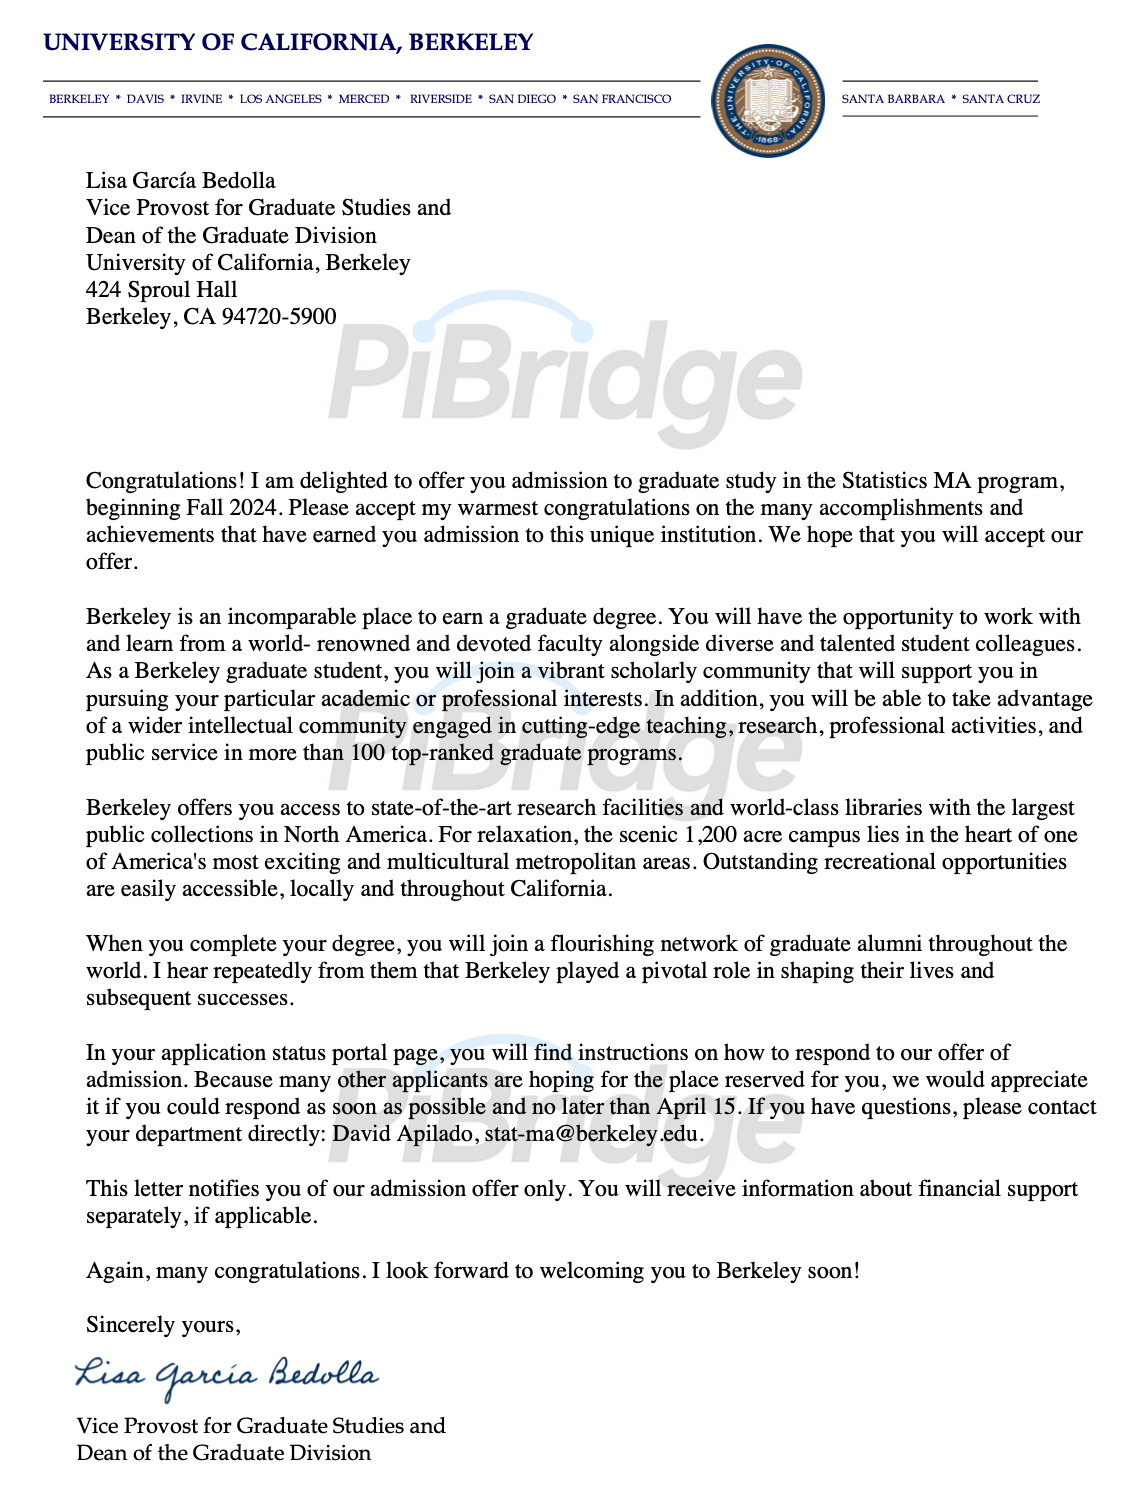 UNIVERSITY OF CALIFORNIA, BERKELEY
BERKELEY * DAVIS * IRVINE * LOS ANGELES * MERCED * RIVERSIDE * SAN DIEGO * SAN FRANCISCO
SANTA BARBARA * SANTA CRUZ
THE·UNIVERSITY·OF·CALIFORNIA·
·1868·
Lisa García Bedolla
Vice Provost for Graduate Studies and
Dean of the Graduate Division
University of California, Berkeley
424 Sproul Hall
Berkeley, CA 94720-5900
PiBridge
Congratulations! I am delighted to offer you admission to graduate study in the Statistics MA program,
beginning Fall 2024. Please accept my warmest congratulations on the many accomplishments and
achievements that have earned you admission to this unique institution. We hope that you will accept our
offer.
Berkeley is an incomparable place to earn a graduate degree. You will have the opportunity to work with
and learn from a world- renowned and devoted faculty alongside diverse and talented student colleagues.
As a Berkeley graduate student, you will join a vibrant scholarly community that will support you in
pursuing your particular academic or professional interests. In addition, you will be able to take advantage
of a wider intellectual community engaged in cutting-edge teaching, research, professional activities, and
public service in more than 100 top-ranked graduate programs.
PiBridge
Berkeley offers you access to state-of-the-art research facilities and world-class libraries with the largest
public collections in North America. For relaxation, the scenic 1,200 acre campus lies in the heart of one
of America's most exciting and multicultural metropolitan areas. Outstanding recreational opportunities
are easily accessible, locally and throughout California.
When you complete your degree, you will join a flourishing network of graduate alumni throughout the
world. I hear repeatedly from them that Berkeley played a pivotal role in shaping their lives and
subsequent successes.
In your application status portal page, you will find instructions on how to respond to our offer of
admission. Because many other applicants are hoping for the place reserved for you, we would appreciate
it if you could respond as soon as possible and no later than April 15. If you have questions, please contact
your department directly: David Apilado, stat-ma@berkeley.edu.
PiBridge
This letter notifies you of our admission offer only. You will receive information about financial support
separately, if applicable.
Again, many congratulations. I look forward to welcoming you to Berkeley soon!
Sincerely yours,
Lisa García Bedolla
Vice Provost for Graduate Studies and
Dean of the Graduate Division